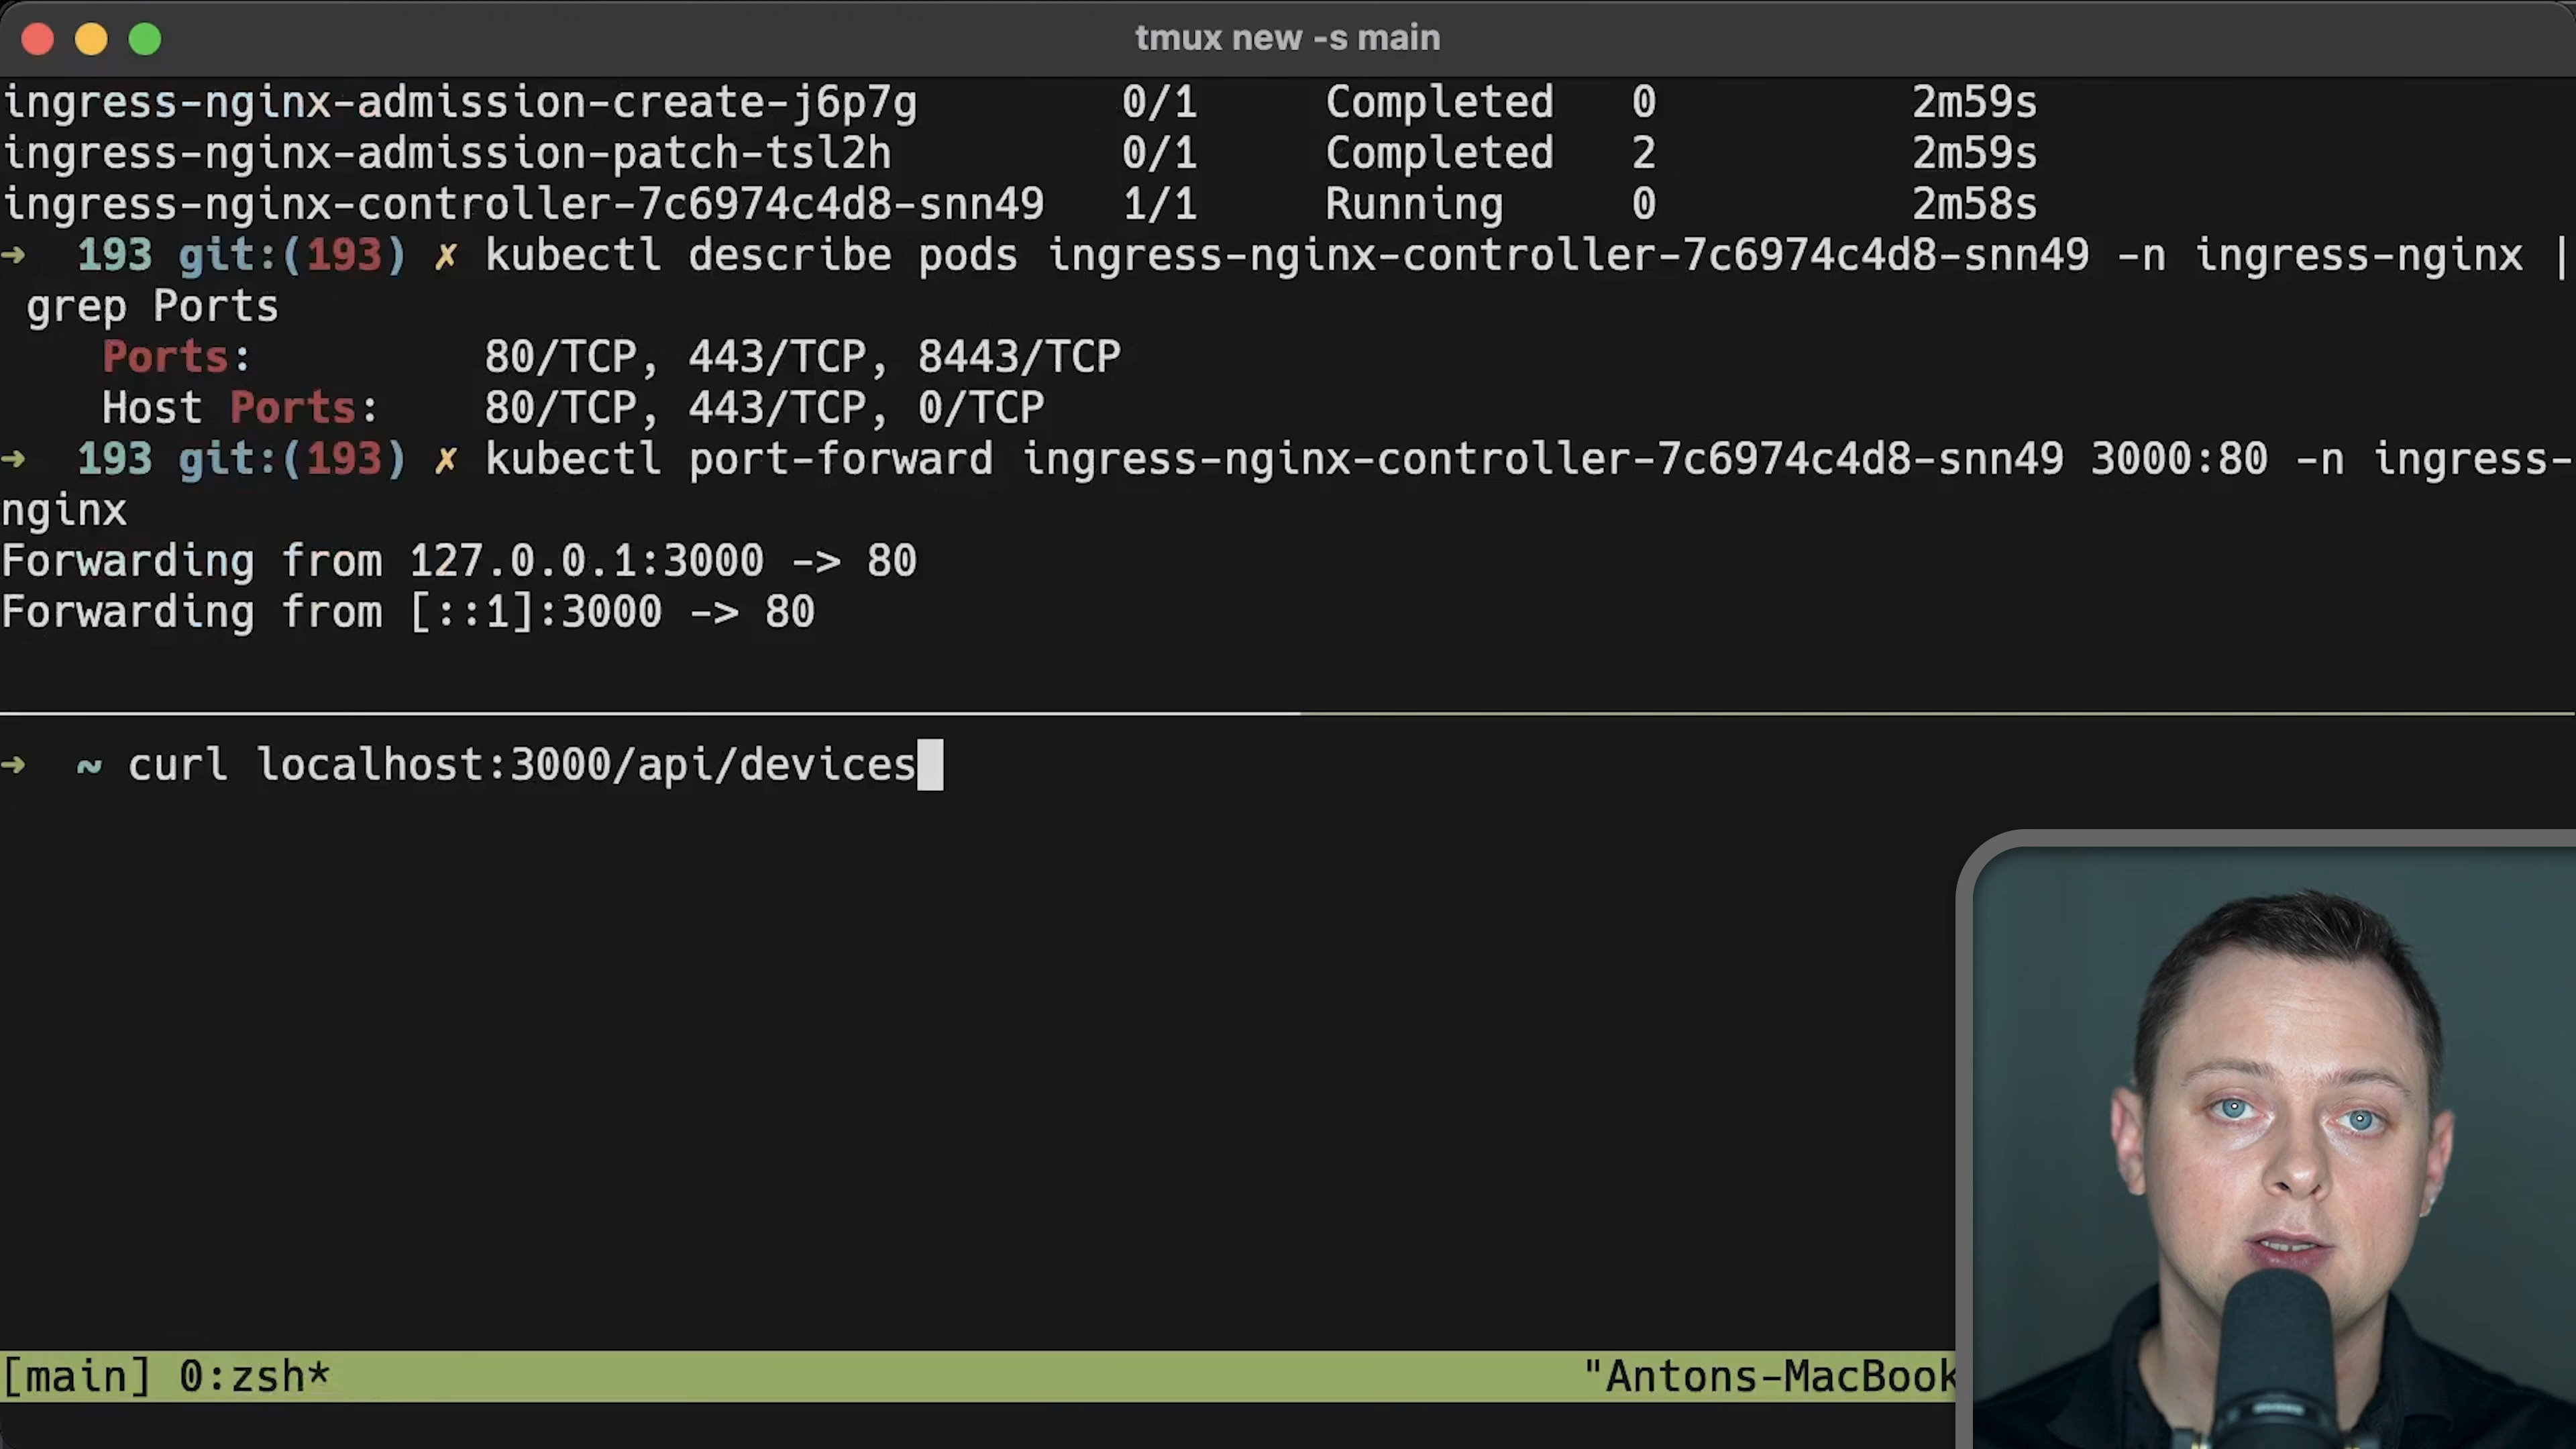 tmux new -s main
ingress-nginx-admission-create-j6p7g 0/1 Completed 0 2m59s
ingress-nginx-admission-patch-tsl2h 0/1 Completed 2 2m59s
ingress-nginx-controller-7c6974c4d8-snn49 1/1 Running 0 2m58s
➜ 193 git:(193) ✗ kubectl describe pods ingress-nginx-controller-7c6974c4d8-snn49 -n ingress-nginx |
grep Ports
Ports: 80/TCP, 443/TCP, 8443/TCP
Host Ports: 80/TCP, 443/TCP, 0/TCP
➜ 193 git:(193) ✗ kubectl port-forward ingress-nginx-controller-7c6974c4d8-snn49 3000:80 -n ingress-
nginx
Forwarding from 127.0.0.1:3000 -> 80
Forwarding from [::1]:3000 -> 80
➜ ~ curl localhost:3000/api/devices
[main] 0:zsh* "Antons-MacBook